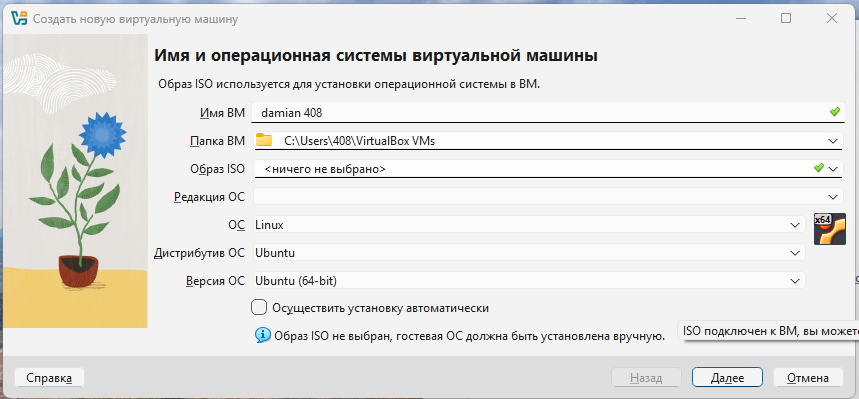 Создать новую виртуальную машину
Имя и операционная системы виртуальной машины
Образ ISO используется для установки операционной системы в ВМ.
Имя ВМ damian 408
Папка ВМ C:\Users\408\VirtualBox VMs
Образ ISO <ничего не выбрано>
Редакция ОС
ОС Linux
x64
Дистрибутив ОС Ubuntu
Версия ОС Ubuntu (64-bit)
Осуществить установку автоматически
Образ ISO не выбран, гостевая ОС должна быть установлена вручную.
ISO подключен к ВМ, вы можете
Справка Назад Далее Отмена